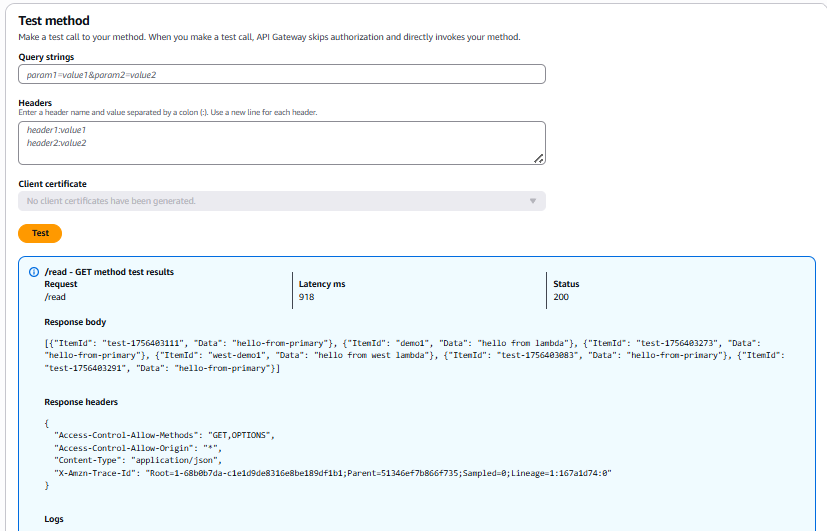 Test method
Make a test call to your method. When you make a test call, API Gateway skips authorization and directly invokes your method.
Query strings
param1=value1&param2=value2
Headers
Enter a header name and value separated by a colon (:). Use a new line for each header.
header1:value1
header2:value2
Client certificate
No client certificates have been generated.
Test
/read - GET method test results
Request
/read
Latency ms
918
Status
200
Response body
[{"ItemId": "test-1756403111", "Data": "hello-from-primary"}, {"ItemId": "demo1", "Data": "hello from lambda"}, {"ItemId": "test-1756403273", "Data":
"hello-from-primary"}, {"ItemId": "west-demo1", "Data": "hello from west lambda"}, {"ItemId": "test-1756403083", "Data": "hello-from-primary"}, {"ItemId":
"test-1756403291", "Data": "hello-from-primary"}]
Response headers
{
"Access-Control-Allow-Methods": "GET,OPTIONS",
"Access-Control-Allow-Origin": "*",
"Content-Type": "application/json",
"X-Amzn-Trace-Id": "Root=1-68b0b7da-c1e1d9de8316e8be189df1b1;Parent=51346ef7b866f735;Sampled=0;Lineage=1:167a1d74:0"
}
Logs